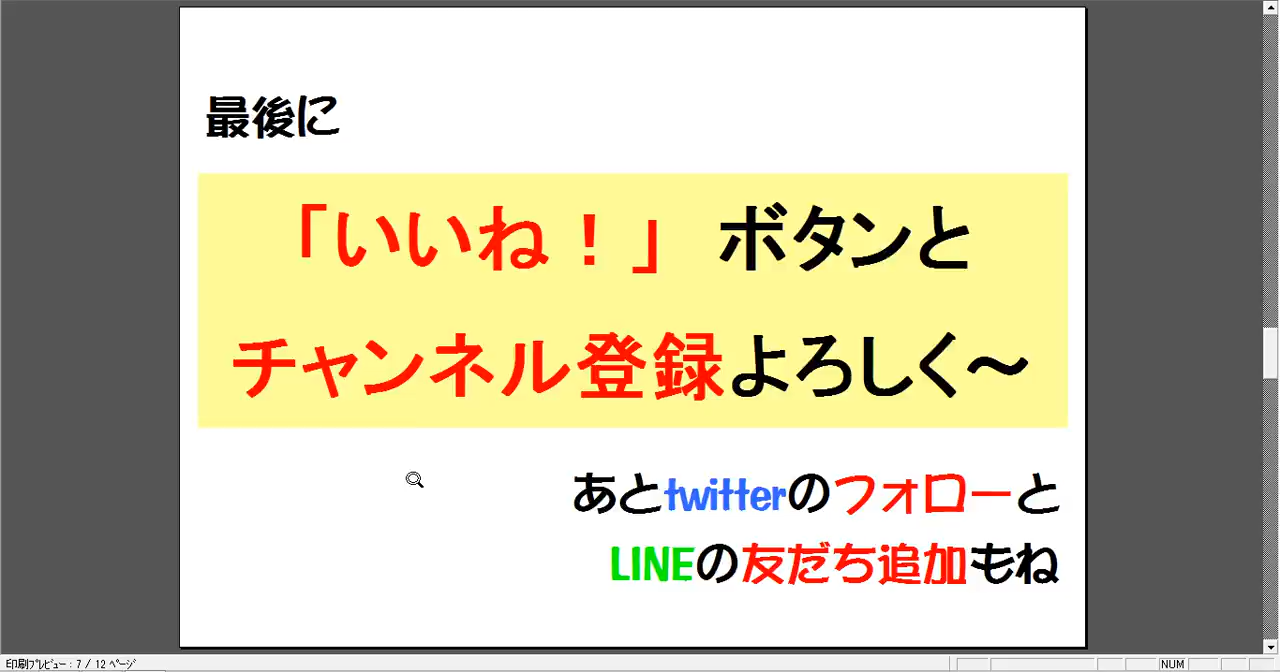 最後に
「いいね！」ボタンと
チャンネル登録よろしく～
あとtwitterのフォローと
LINEの友だち追加もね
印刷プレビュー : 7 / 12 ページ
NUM